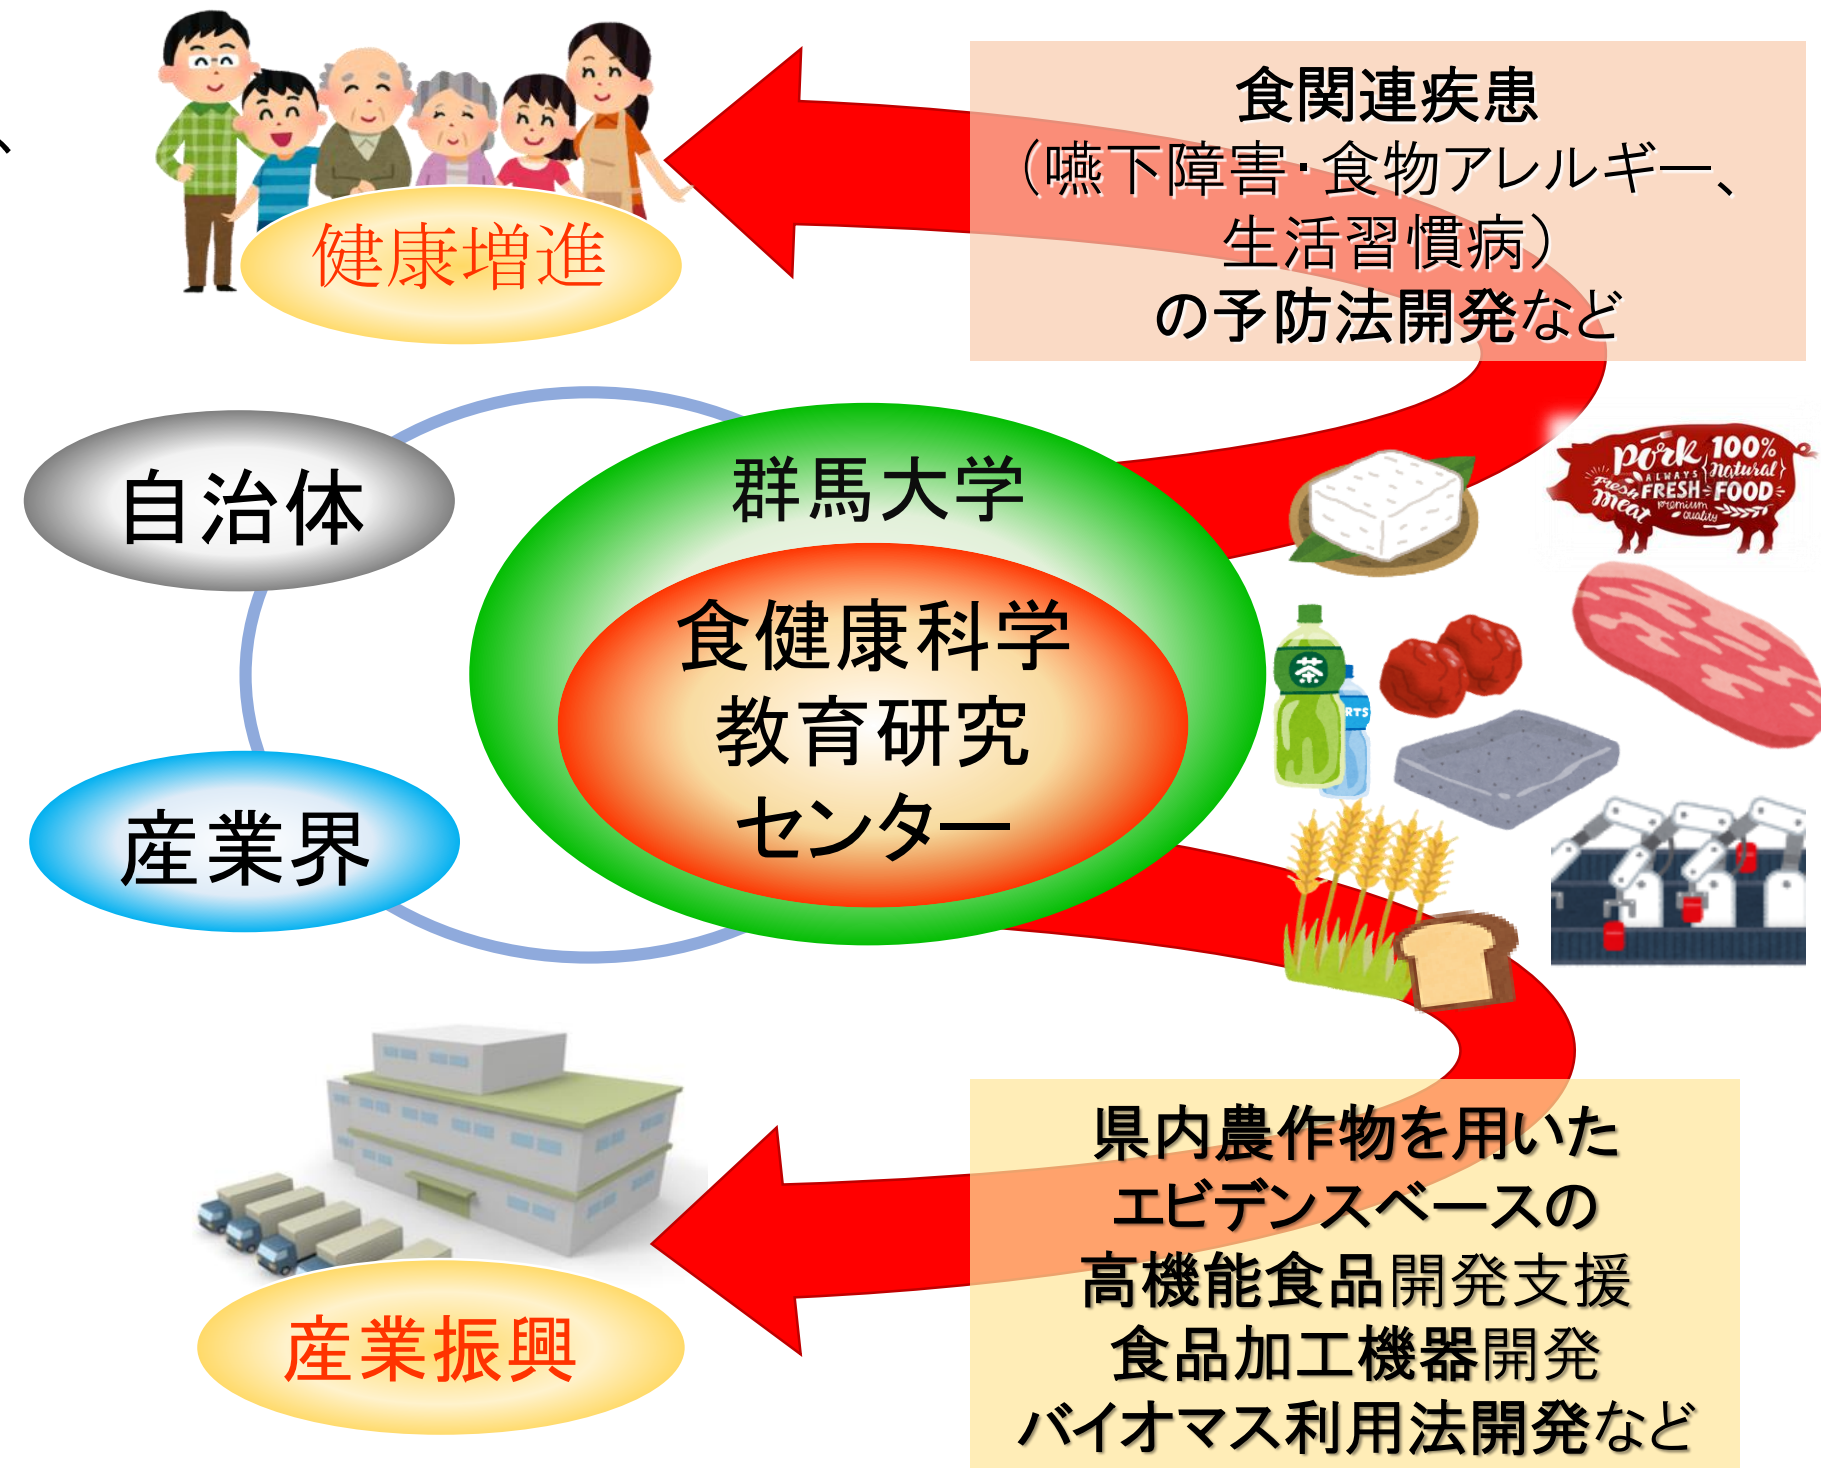 、
食関連疾患
（嚥下障害・食物アレルギー、
生活習慣病）
の予防法開発など
健康増進
自治体
産業界
群馬大学
食健康科学
教育研究
センター
Pork 100%
ALWAYS natural
Fresh FRESH FOOD
Meat premium
quality
茶
RTS
県内農作物を用いた
エビデンスベースの
高機能食品開発支援
食品加工機器開発
バイオマス利用法開発など
産業振興